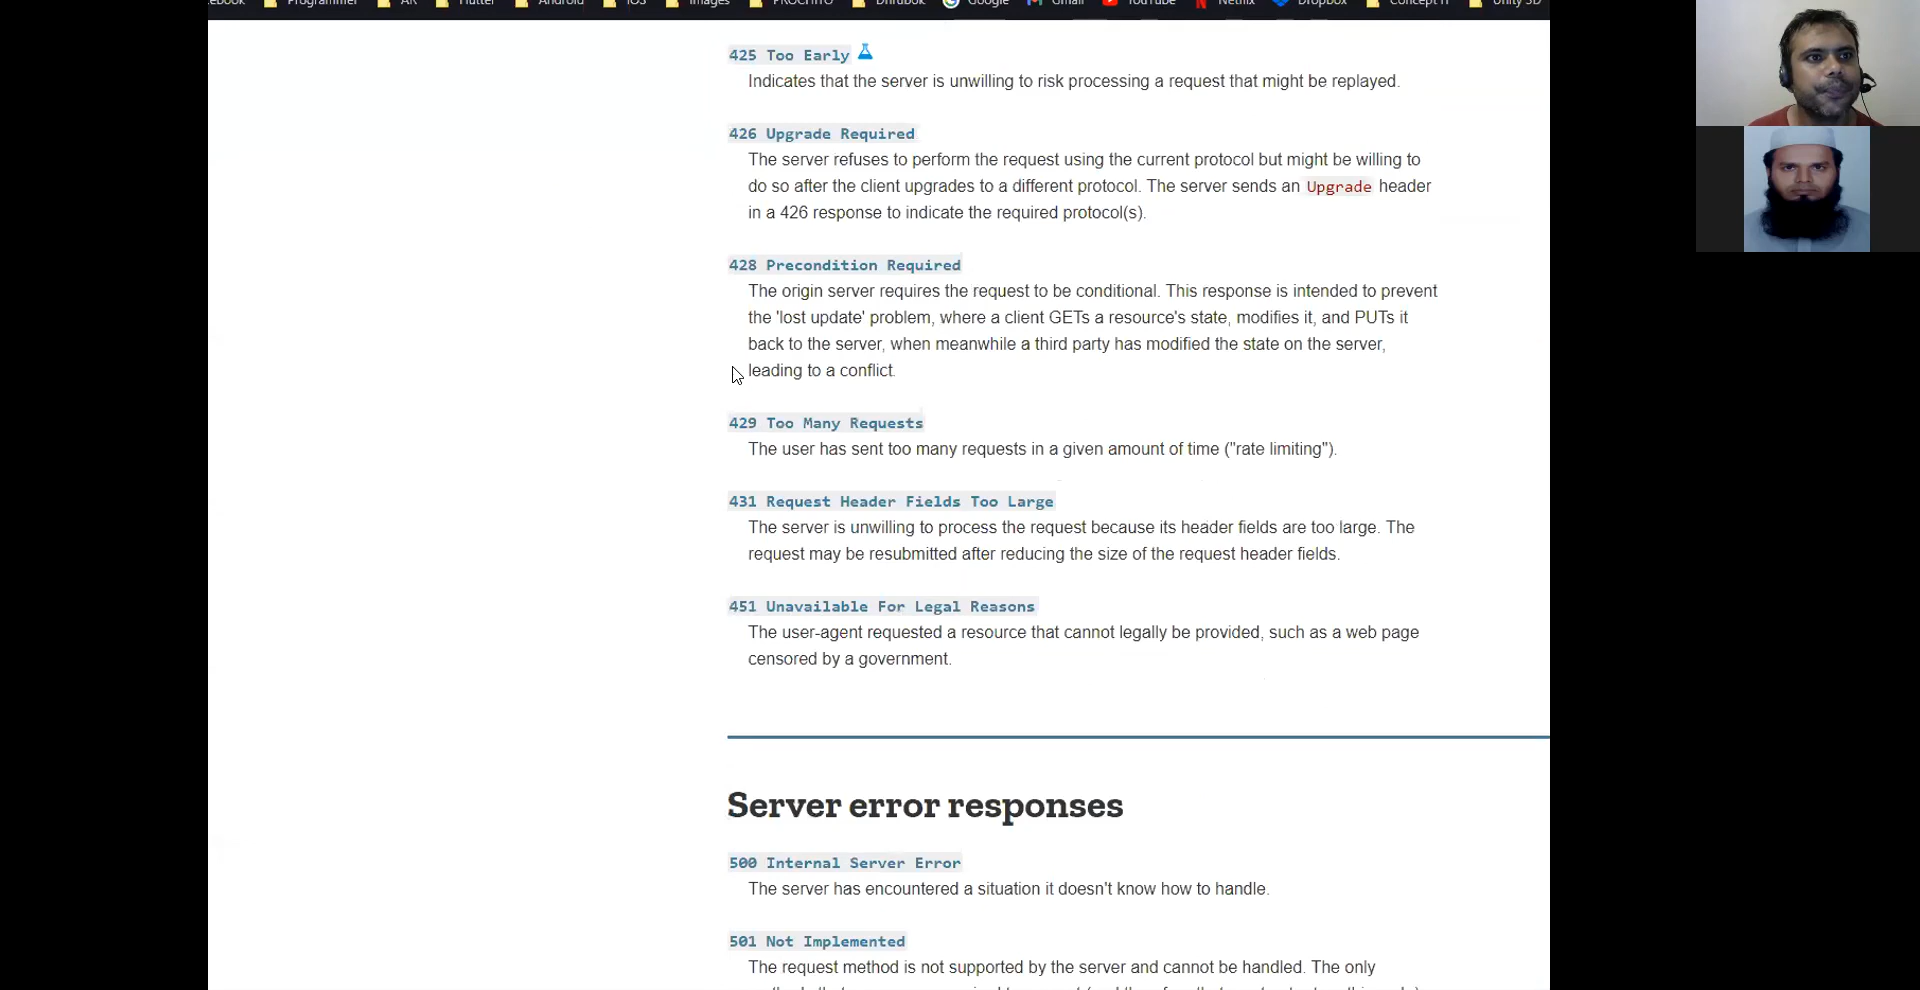 ebook Programmer AR Flutter Android iOS Images PROCHITO Dhrubok Google Gmail YouTube Netflix Dropbox Concept IT Unity 3D
425 Too Early
Indicates that the server is unwilling to risk processing a request that might be replayed.
426 Upgrade Required
The server refuses to perform the request using the current protocol but might be willing to
do so after the client upgrades to a different protocol. The server sends an Upgrade header
in a 426 response to indicate the required protocol(s).
428 Precondition Required
The origin server requires the request to be conditional. This response is intended to prevent
the 'lost update' problem, where a client GETs a resource's state, modifies it, and PUTs it
back to the server, when meanwhile a third party has modified the state on the server,
leading to a conflict.
429 Too Many Requests
The user has sent too many requests in a given amount of time ("rate limiting").
431 Request Header Fields Too Large
The server is unwilling to process the request because its header fields are too large. The
request may be resubmitted after reducing the size of the request header fields.
451 Unavailable For Legal Reasons
The user-agent requested a resource that cannot legally be provided, such as a web page
censored by a government.
Server error responses
500 Internal Server Error
The server has encountered a situation it doesn't know how to handle.
501 Not Implemented
The request method is not supported by the server and cannot be handled. The only